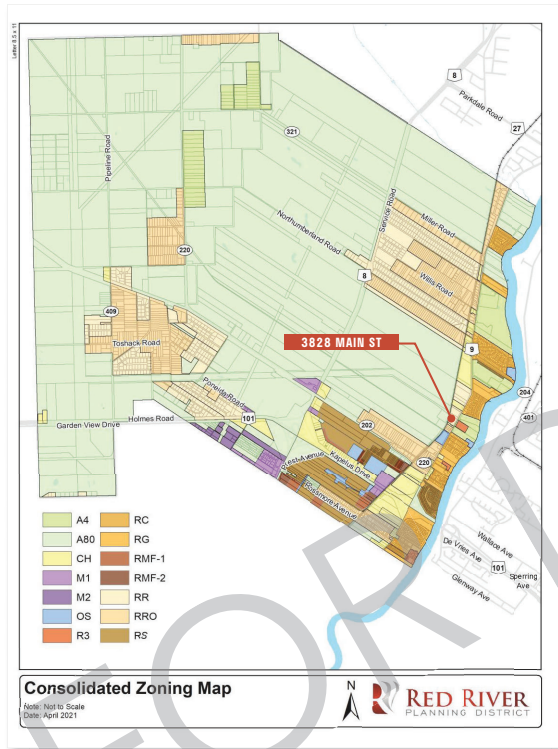 Letter 8.5 x 11
8
Parkdale Road
27
321
Pipeline Road
Service Road
Miller Road
Northumberland Road
220
Willis Road
8
409
3828 MAIN ST
9
Toshack Road
204
401
Poneida Road
101
202
Garden View Drive
Holmes Road
220
Kapelus Drive
Rossmore Avenue
Wallace Ave
De Vries Ave
101
Sperring
Ave
Glenway Ave
A4
A80
CH
M1
M2
OS
R3
RC
RG
RMF-1
RMF-2
RR
RRO
RS
FOR
Consolidated Zoning Map
Note: Not to Scale
Date: April 2021
N
RED RIVER
PLANNING DISTRICT